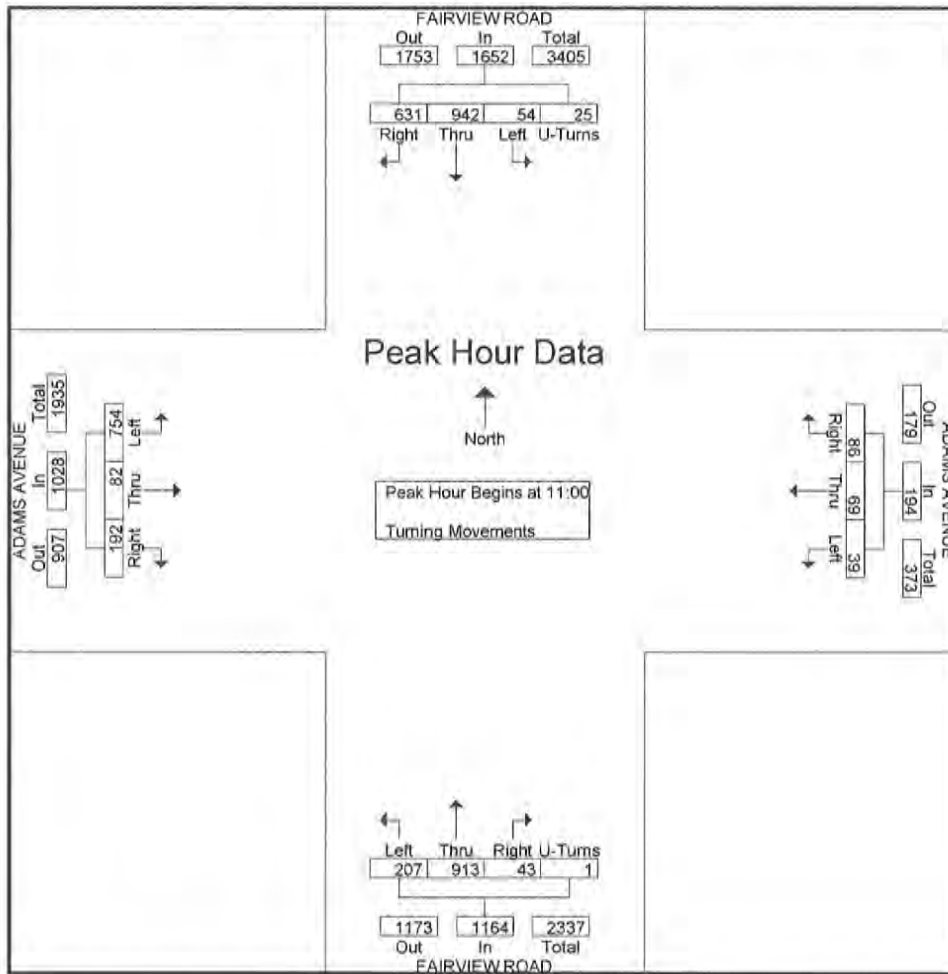 FAIRVIEW ROAD
Out In Total
1753 1652 3405
631 942 54 25
Right Thru Left U-Turns
Peak Hour Data
North
Peak Hour Begins at 11:00
Turning Movements
ADAMS AVENUE
Out In Total
907 1028 1935
192 82 754
Right Thru Left
Right Thru Left
86 69 39
179 194 373
Out In Total
ADAMS AVENUE
Left Thru Right U-Turns
207 913 43 1
1173 1164 2337
Out In Total
FAIRVIEW ROAD